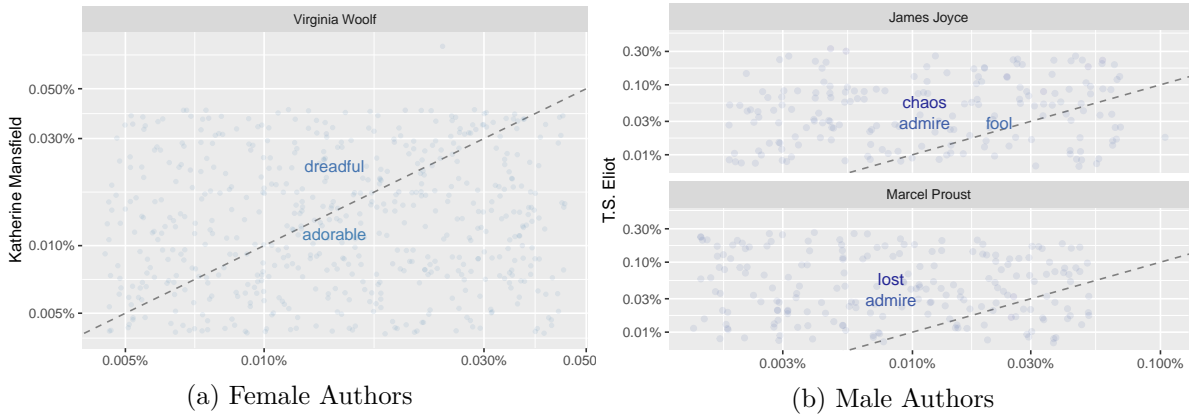 Virginia Woolf
Katherine Mansfield
0.050%
0.030%
0.010%
0.005%
dreadful
adorable
0.005%
0.010%
0.030%
0.050%
(a) Female Authors
James Joyce
T.S. Eliot
0.30%
0.10%
0.03%
0.01%
chaos
admire
fool
Marcel Proust
0.30%
0.10%
0.03%
0.01%
lost
admire
0.003%
0.010%
0.030%
0.100%
(b) Male Authors